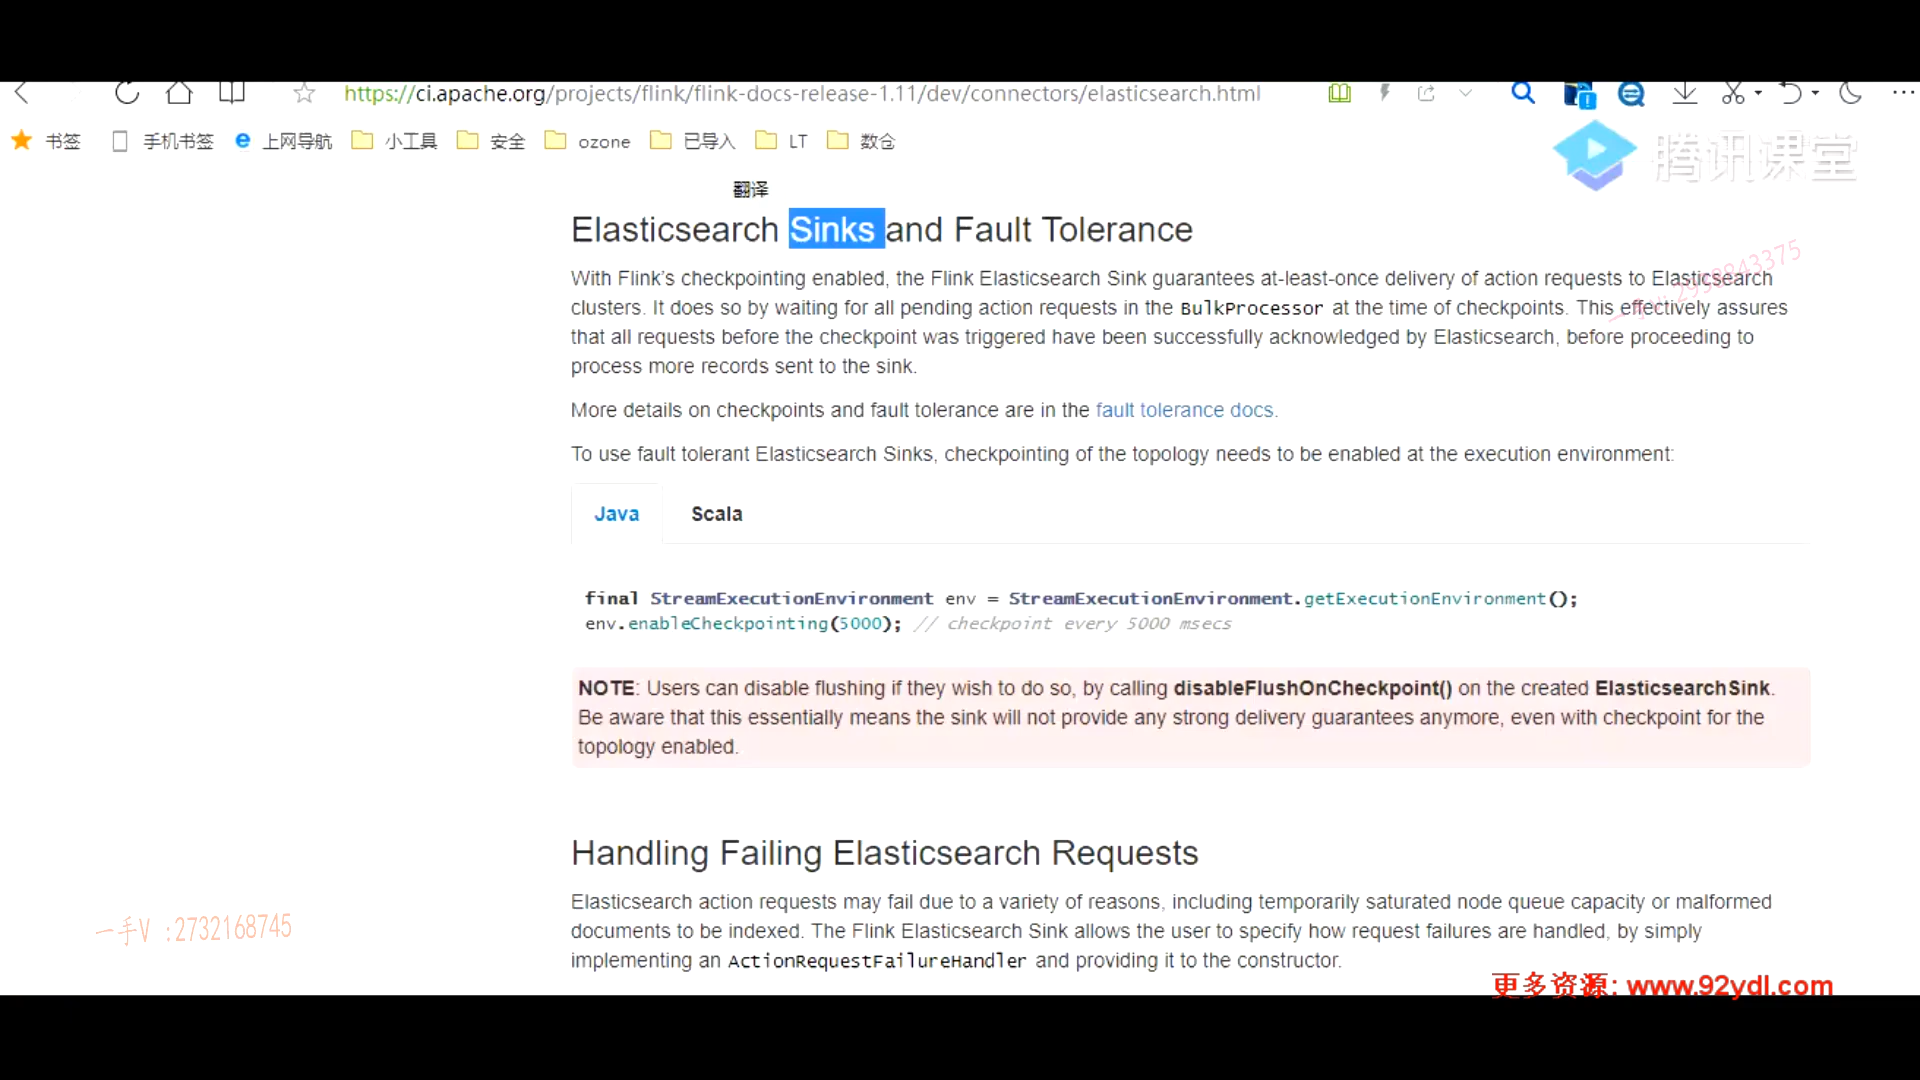 https://ci.apache.org/projects/flink/flink-docs-release-1.11/dev/connectors/elasticsearch.html
书签 手机书签 上网导航 小工具 安全 ozone 已导入 LT 数仓
腾讯课堂
翻译
Elasticsearch Sinks and Fault Tolerance
With Flink’s checkpointing enabled, the Flink Elasticsearch Sink guarantees at-least-once delivery of action requests to Elasticsearch
clusters. It does so by waiting for all pending action requests in the BulkProcessor at the time of checkpoints. This effectively assures
that all requests before the checkpoint was triggered have been successfully acknowledged by Elasticsearch, before proceeding to
process more records sent to the sink.
More details on checkpoints and fault tolerance are in the fault tolerance docs.
To use fault tolerant Elasticsearch Sinks, checkpointing of the topology needs to be enabled at the execution environment:
Java Scala
final StreamExecutionEnvironment env = StreamExecutionEnvironment.getExecutionEnvironment();
env.enableCheckpointing(5000); // checkpoint every 5000 msecs
NOTE: Users can disable flushing if they wish to do so, by calling disableFlushOnCheckpoint() on the created ElasticsearchSink.
Be aware that this essentially means the sink will not provide any strong delivery guarantees anymore, even with checkpoint for the
topology enabled.
Handling Failing Elasticsearch Requests
Elasticsearch action requests may fail due to a variety of reasons, including temporarily saturated node queue capacity or malformed
documents to be indexed. The Flink Elasticsearch Sink allows the user to specify how request failures are handled, by simply
implementing an ActionRequestFailureHandler and providing it to the constructor.
一手V :2732168745
更多资源: www.92ydl.com